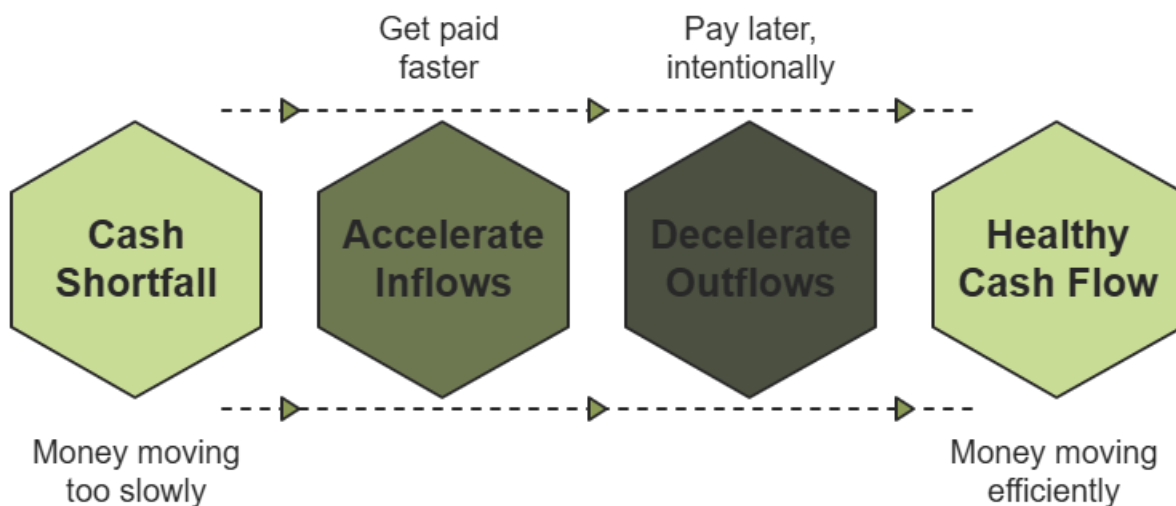 Get paid
faster
Pay later,
intentionally
Cash
Shortfall
Accelerate
Inflows
Decelerate
Outflows
Healthy
Cash Flow
Money moving
too slowly
Money moving
efficiently